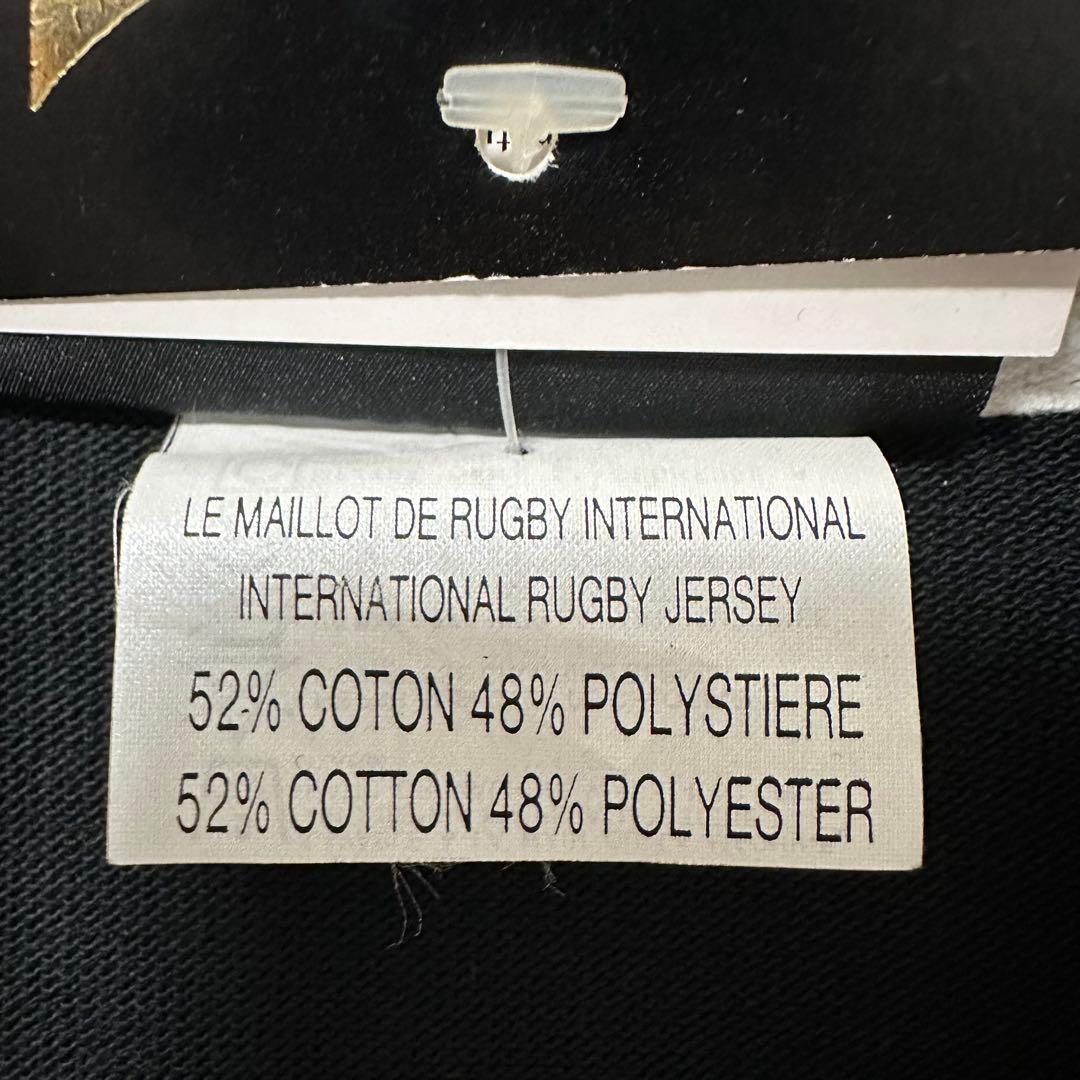 LE MAILLOT DE RUGBY INTERNATIONAL
INTERNATIONAL RUGBY JERSEY
52% COTON 48% POLYSTIERE
52% COTTON 48% POLYESTER